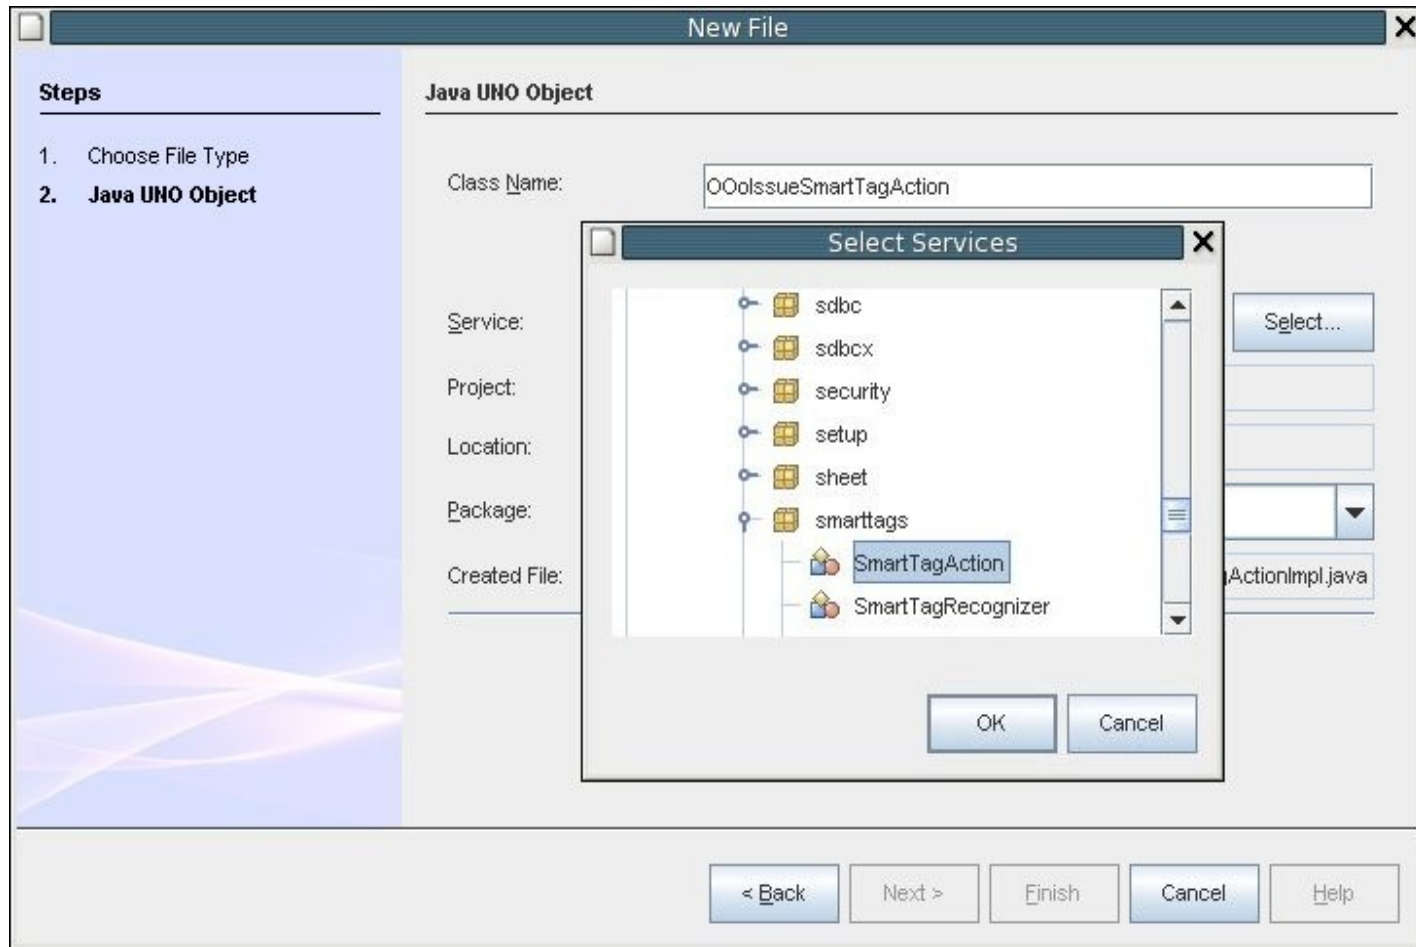 New File
Steps
1. Choose File Type
2. Java UNO Object
Java UNO Object
Class Name:
OOoIssueSmartTagAction
Select Services
sdbc
sdbcx
security
setup
sheet
smarttags
SmartTagAction
SmartTagRecognizer
OK
Cancel
Service:
Select...
Project:
Location:
Package:
Created File:
ActionImpl.java
< Back
Next >
Finish
Cancel
Help